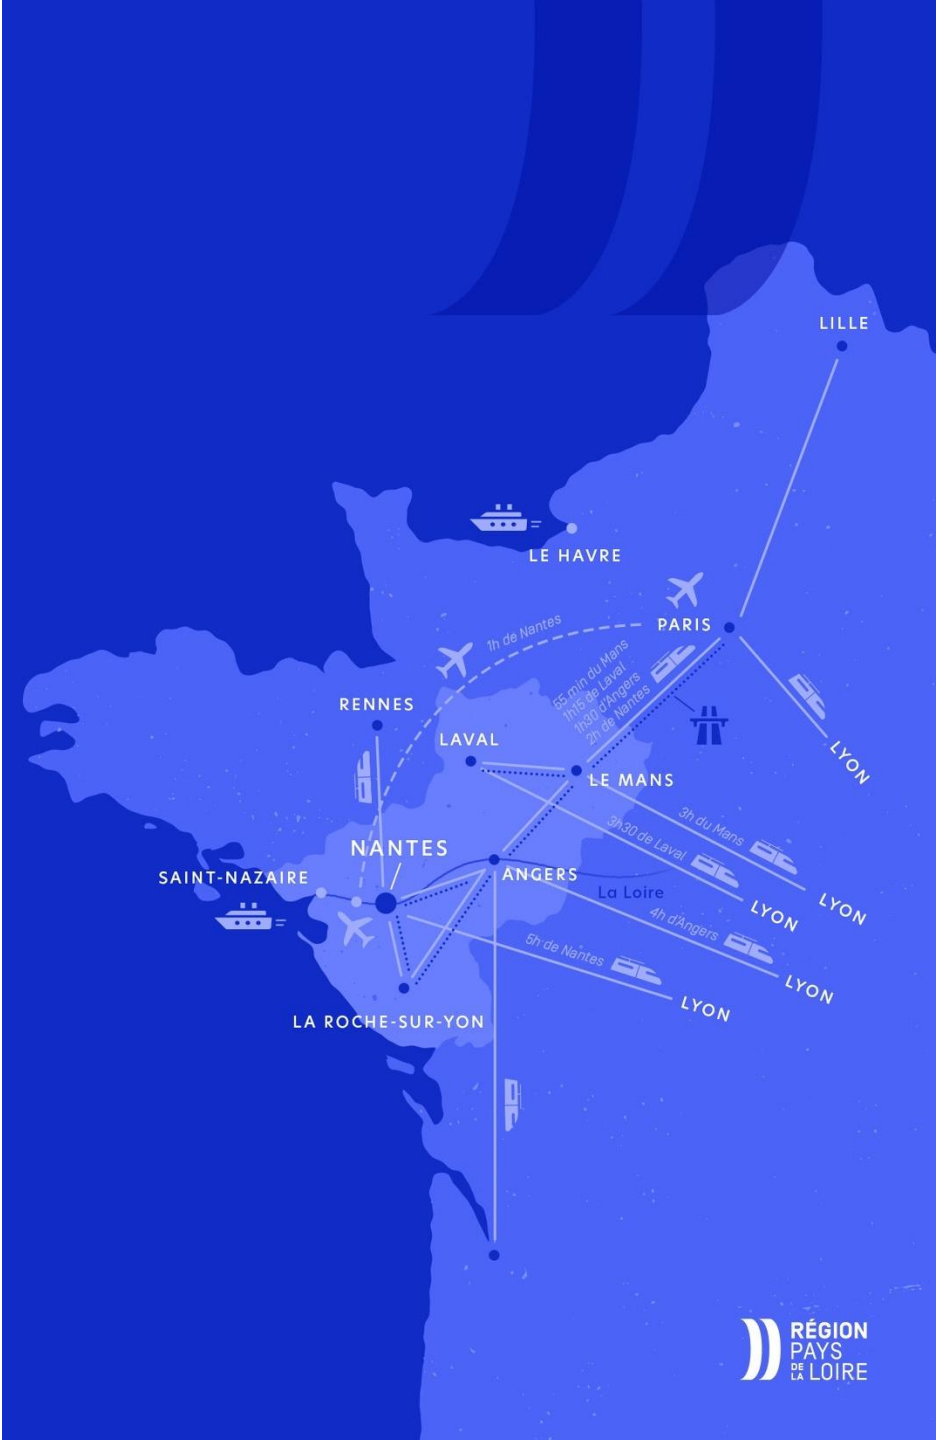 LILLE
LE HAVRE
PARIS
1h de Nantes
55 min du Mans
1h15 de Laval
1h30 d'Angers
2h de Nantes
RENNES
LAVAL
LYON
LE MANS
3h du Mans
3h30 de Laval
NANTES
SAINT-NAZAIRE
ANGERS
La Loire
LYON
LYON
4h d'Angers
5h de Nantes
LYON
LYON
LA ROCHE-SUR-YON
RÉGION
PAYS
DE LA LOIRE